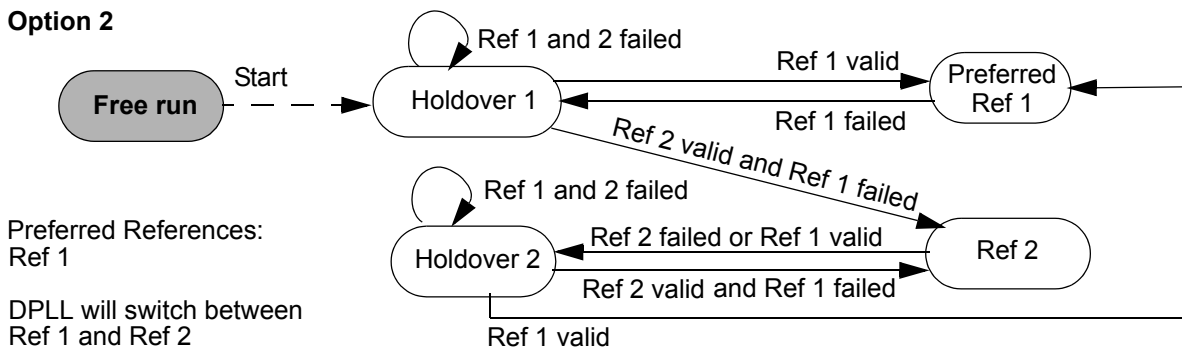 Option 2
Ref 1 and 2 failed
Start
Free run
Holdover 1
Ref 1 valid
Ref 1 failed
Preferred
Ref 1
Ref 2 valid and Ref 1 failed
Ref 1 and 2 failed
Preferred References:
Ref 1
Holdover 2
Ref 2 failed or Ref 1 valid
Ref 2 valid and Ref 1 failed
Ref 2
DPLL will switch between
Ref 1 and Ref 2
Ref 1 valid